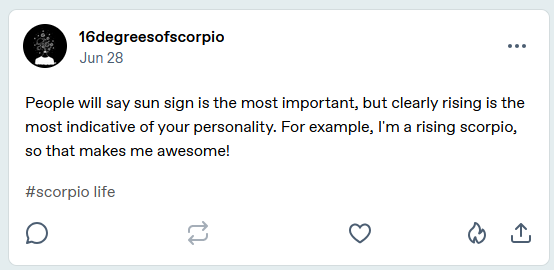 16degreesofscorpio
Jun 28
People will say sun sign is the most important, but clearly rising is the
most indicative of your personality. For example, I'm a rising scorpio,
so that makes me awesome!
#scorpio life